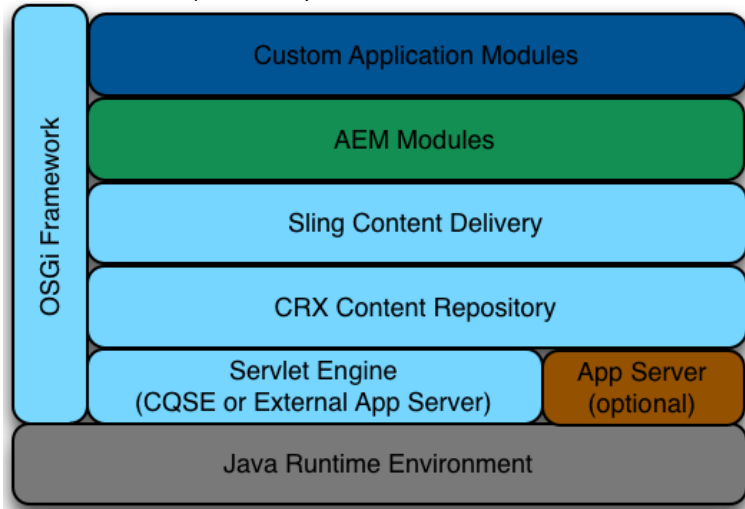 OSGi Framework
Custom Application Modules
AEM Modules
Sling Content Delivery
CRX Content Repository
Servlet Engine
(CQSE or External App Server)
App Server
(optional)
Java Runtime Environment